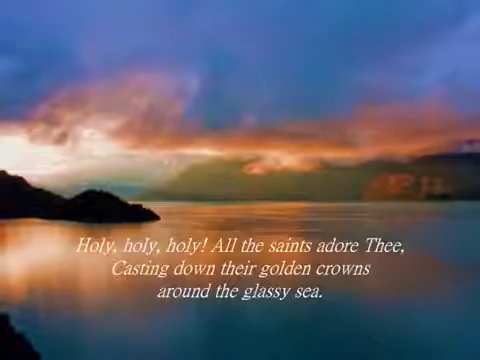 Holy, holy, holy! All the saints adore Thee,
Casting down their golden crowns
around the glassy sea.